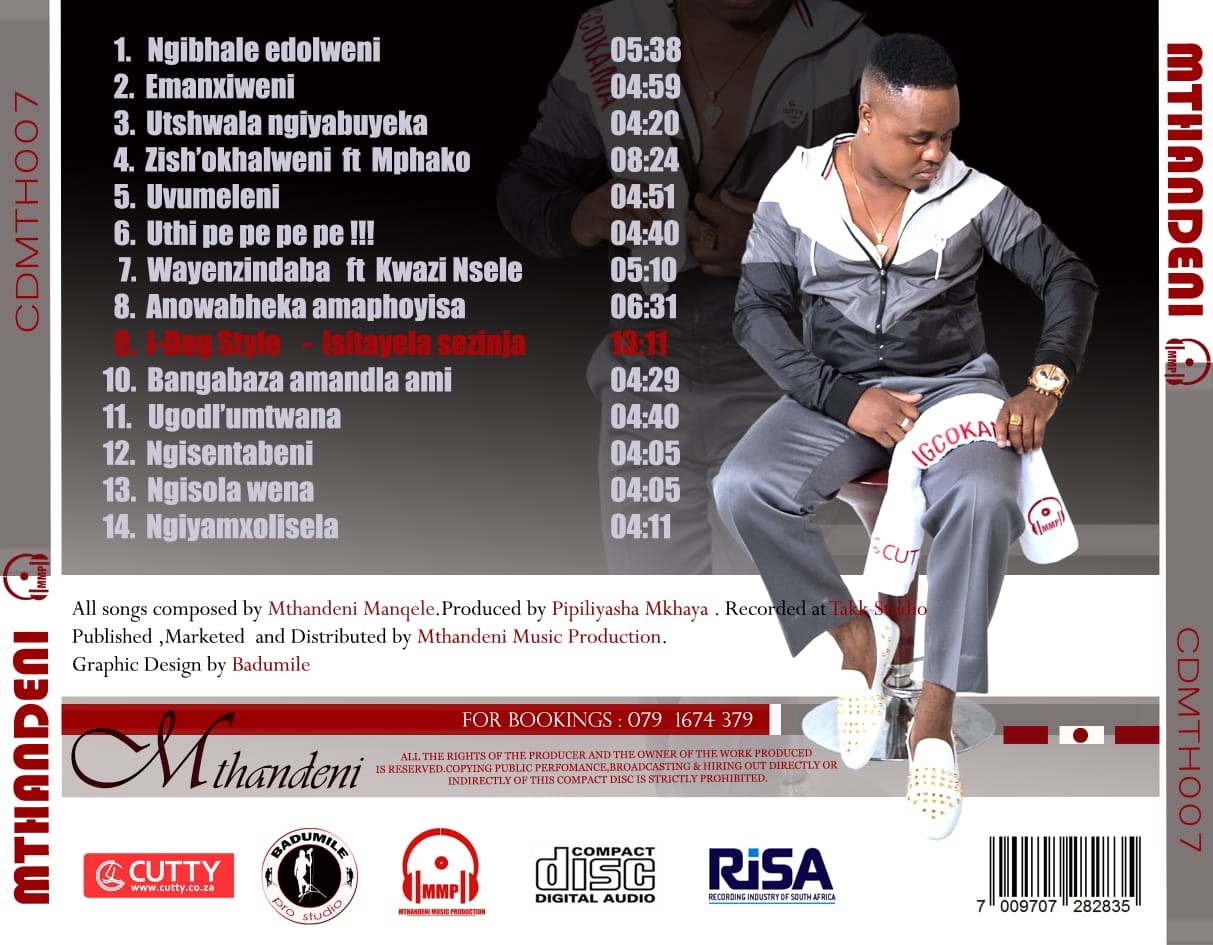 CDMTH007
MTHANDENI
MMP
1. Ngibhale edolweni 05:38
2. Emanxiweni 04:59
3. Utshwala ngiyabuyeka 04:20
4. Zish’okhalweni ft Mphako 08:24
5. Uvumeleni 04:51
6. Uthi pe pe pe pe !!! 04:40
7. Wayenzindaba ft Kwazi Nsele 05:10
8. Anowabheka amaphoyisa 06:31
9. I-Dog Style - Isitayela sezinja 13:11
10. Bangabaza amandla ami 04:29
11. Ugodl’umtwana 04:40
12. Ngisentabeni 04:05
13. Ngisola wena 04:05
14. Ngiyamxolisela 04:11
IGCOKAMA
CUTTY
IGCOKAM
MMP
CUT
All songs composed by Mthandeni Manqele.Produced by Pipiliyasha Mkhaya . Recorded at Takk Studio
Published ,Marketed and Distributed by Mthandeni Music Production.
Graphic Design by Badumile
FOR BOOKINGS : 079 1674 379
Mthandeni
ALL THE RIGHTS OF THE PRODUCER AND THE OWNER OF THE WORK PRODUCED
IS RESERVED.COPYING PUBLIC PERFOMANCE,BROADCASTING & HIRING OUT DIRECTLY OR
INDIRECTLY OF THIS COMPACT DISC IS STRICTLY PROHIBITED.
CUTTY
www.cutty.co.za
BADUMILE
pro studio
MMP
MTHANDENI MUSIC PRODUCTION
COMPACT
disc
DIGITAL AUDIO
RiSA
RECORDING INDUSTRY OF SOUTH AFRICA
7 009707 282835
MTHANDENI
MMP
CDMTH007